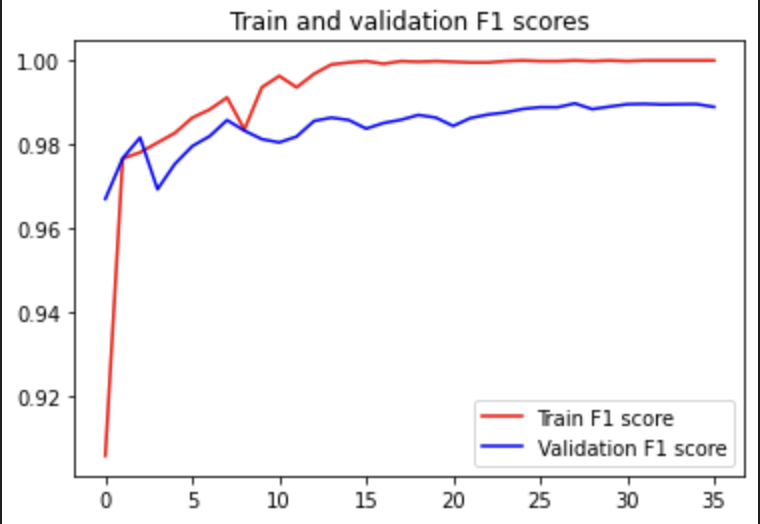 Train and validation F1 scores
1.00
0.98
0.96
0.94
0.92
Train F1 score
Validation F1 score
0 5 10 15 20 25 30 35